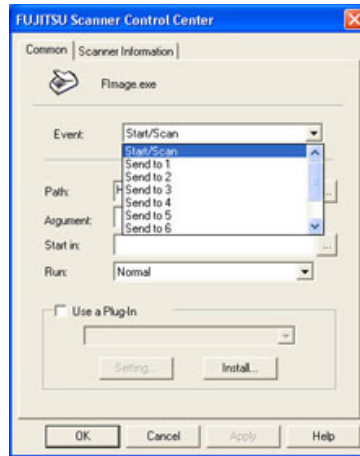 FUJITSU Scanner Control Center
Common Scanner Information
FImage.exe
Event: Start/Scan
Start/Scan
Send to 1
Send to 2
Path: H ...
Send to 3
Send to 4
Argument:
Send to 5
Send to 6
Start in: ...
Run: Normal
Use a Plug-In
Setting... Install...
OK Cancel Apply Help